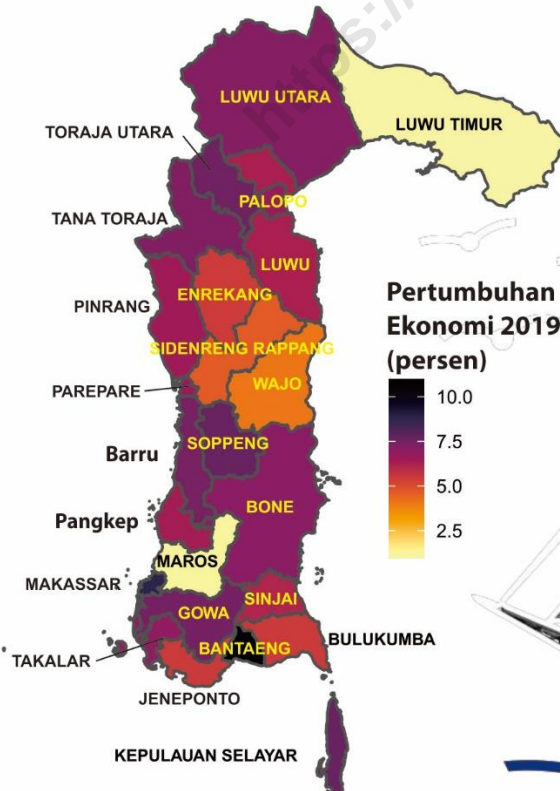 https://
LUWU UTARA
LUWU TIMUR
TORAJA UTARA
PALOPO
TANA TORAJA
LUWU
ENREKANG
PINRANG
SIDENRENG RAPPANG
WAJO
PAREPARE
SOPPENG
Barru
BONE
Pangkep
MAROS
MAKASSAR
SINJAI
GOWA
BANTAENG
BULUKUMBA
TAKALAR
JENEPONTO
KEPULAUAN SELAYAR
Pertumbuhan
Ekonomi 2019
(persen)
10.0
7.5
5.0
2.5